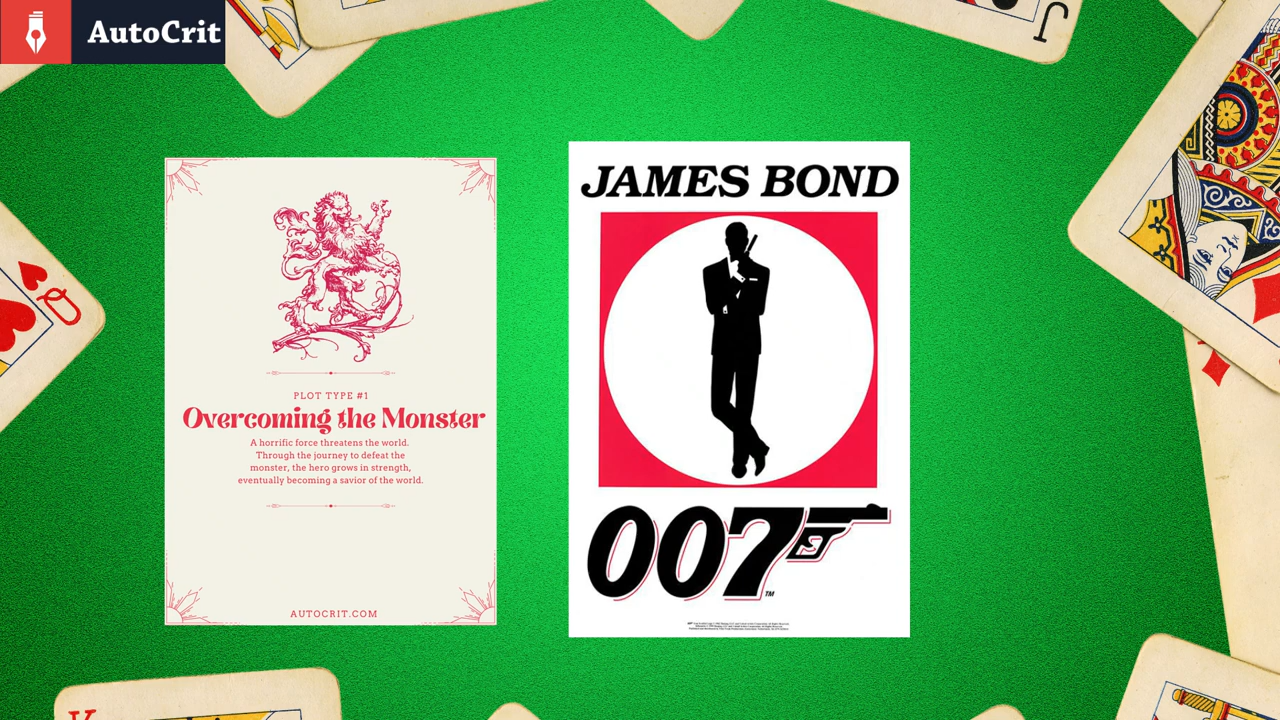 AutoCrit
J
Q
PLOT TYPE #1
Overcoming the Monster
A horrific force threatens the world.
Through the journey to defeat the
monster, the hero grows in strength,
eventually becoming a savior of the world.
AUTOCRIT.COM
JAMES BOND
007
TM
K